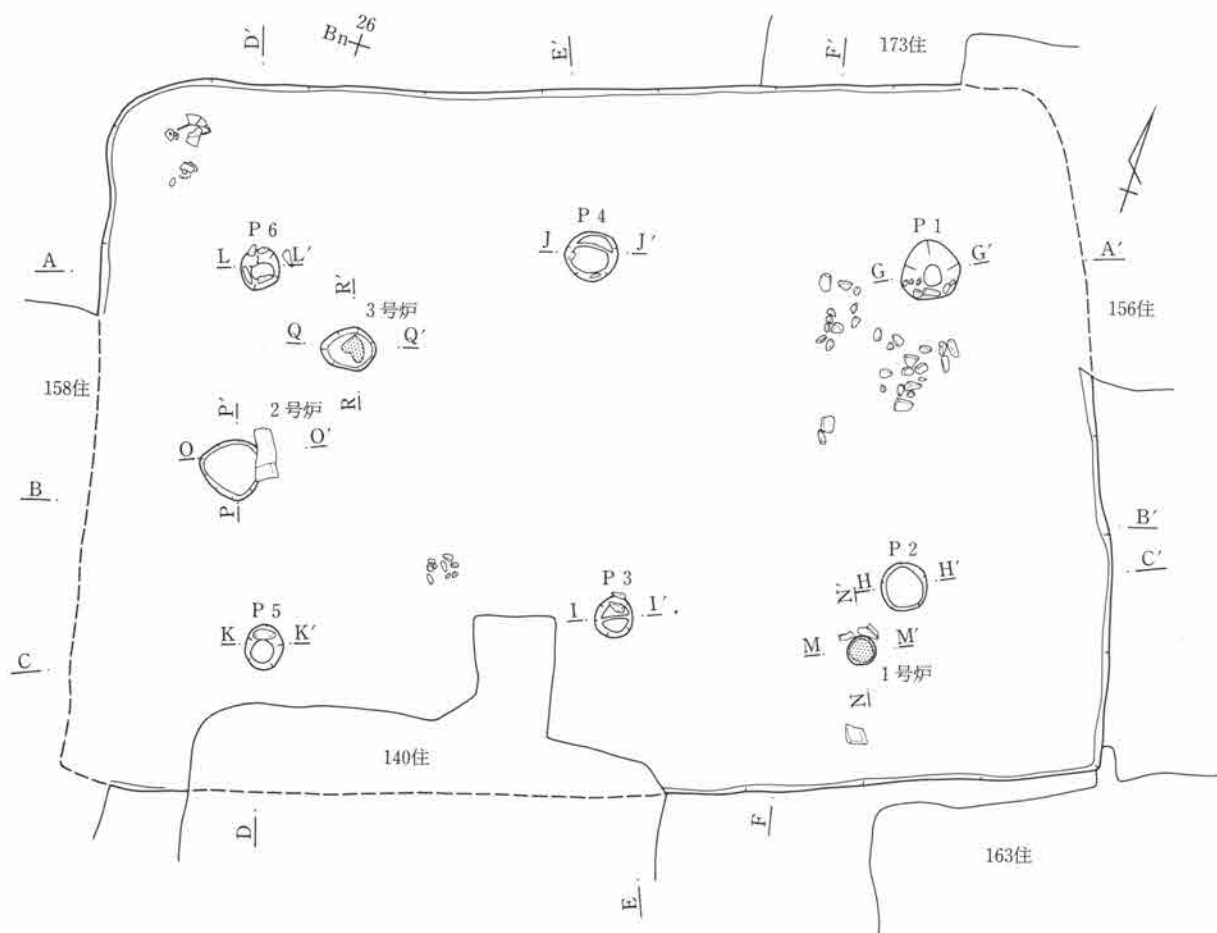 D' Bn 26 E' F' 173住
P 6 P 4 P 1
A L L' J J' G G' A'
R' 3号炉 156住
Q Q'
158住 P' 2号炉 R
O O'
B P B'
P 2 C'
P 5 P 3 N' H H'
K K' I I' M M'
C 1号炉
N
140住
D F 163住
E